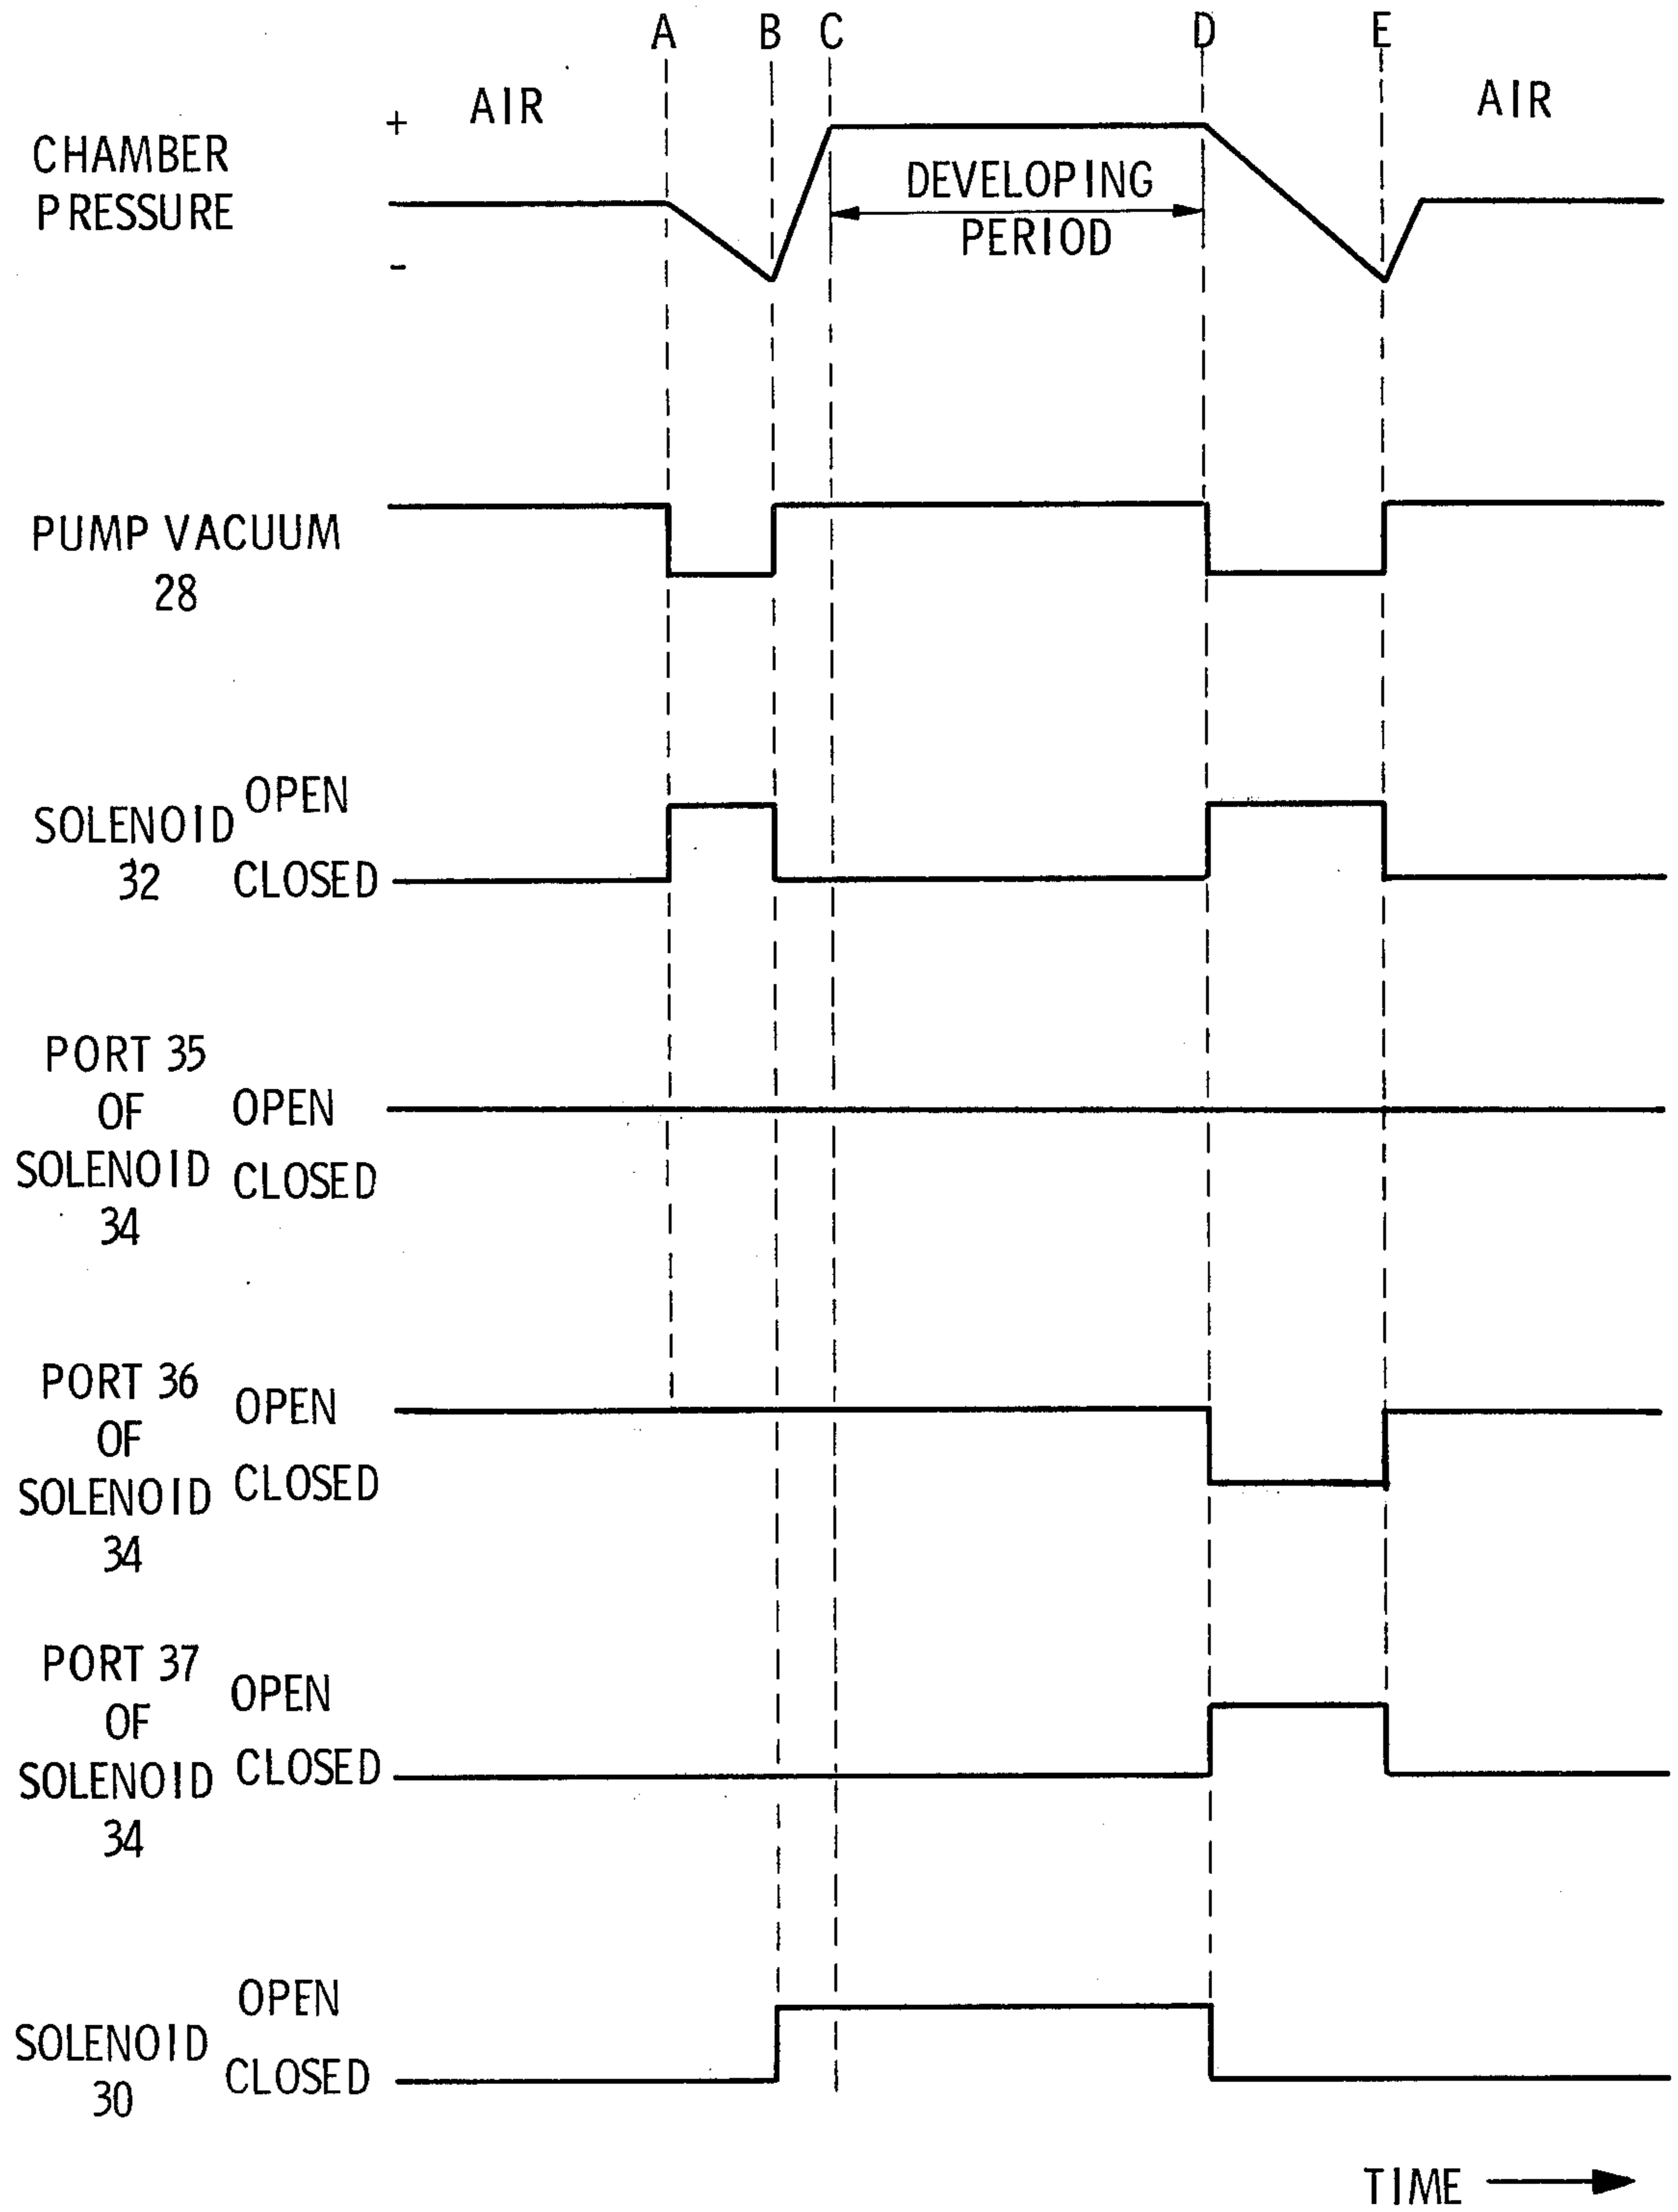 A B C D E
+ AIR AIR
CHAMBER
PRESSURE
-
DEVELOPING
PERIOD
PUMP VACUUM
28
SOLENOID
32
OPEN
CLOSED
PORT 35
OF
SOLENOID
34
OPEN
CLOSED
PORT 36
OF
SOLENOID
34
OPEN
CLOSED
PORT 37
OF
SOLENOID
34
OPEN
CLOSED
SOLENOID
30
OPEN
CLOSED
TIME